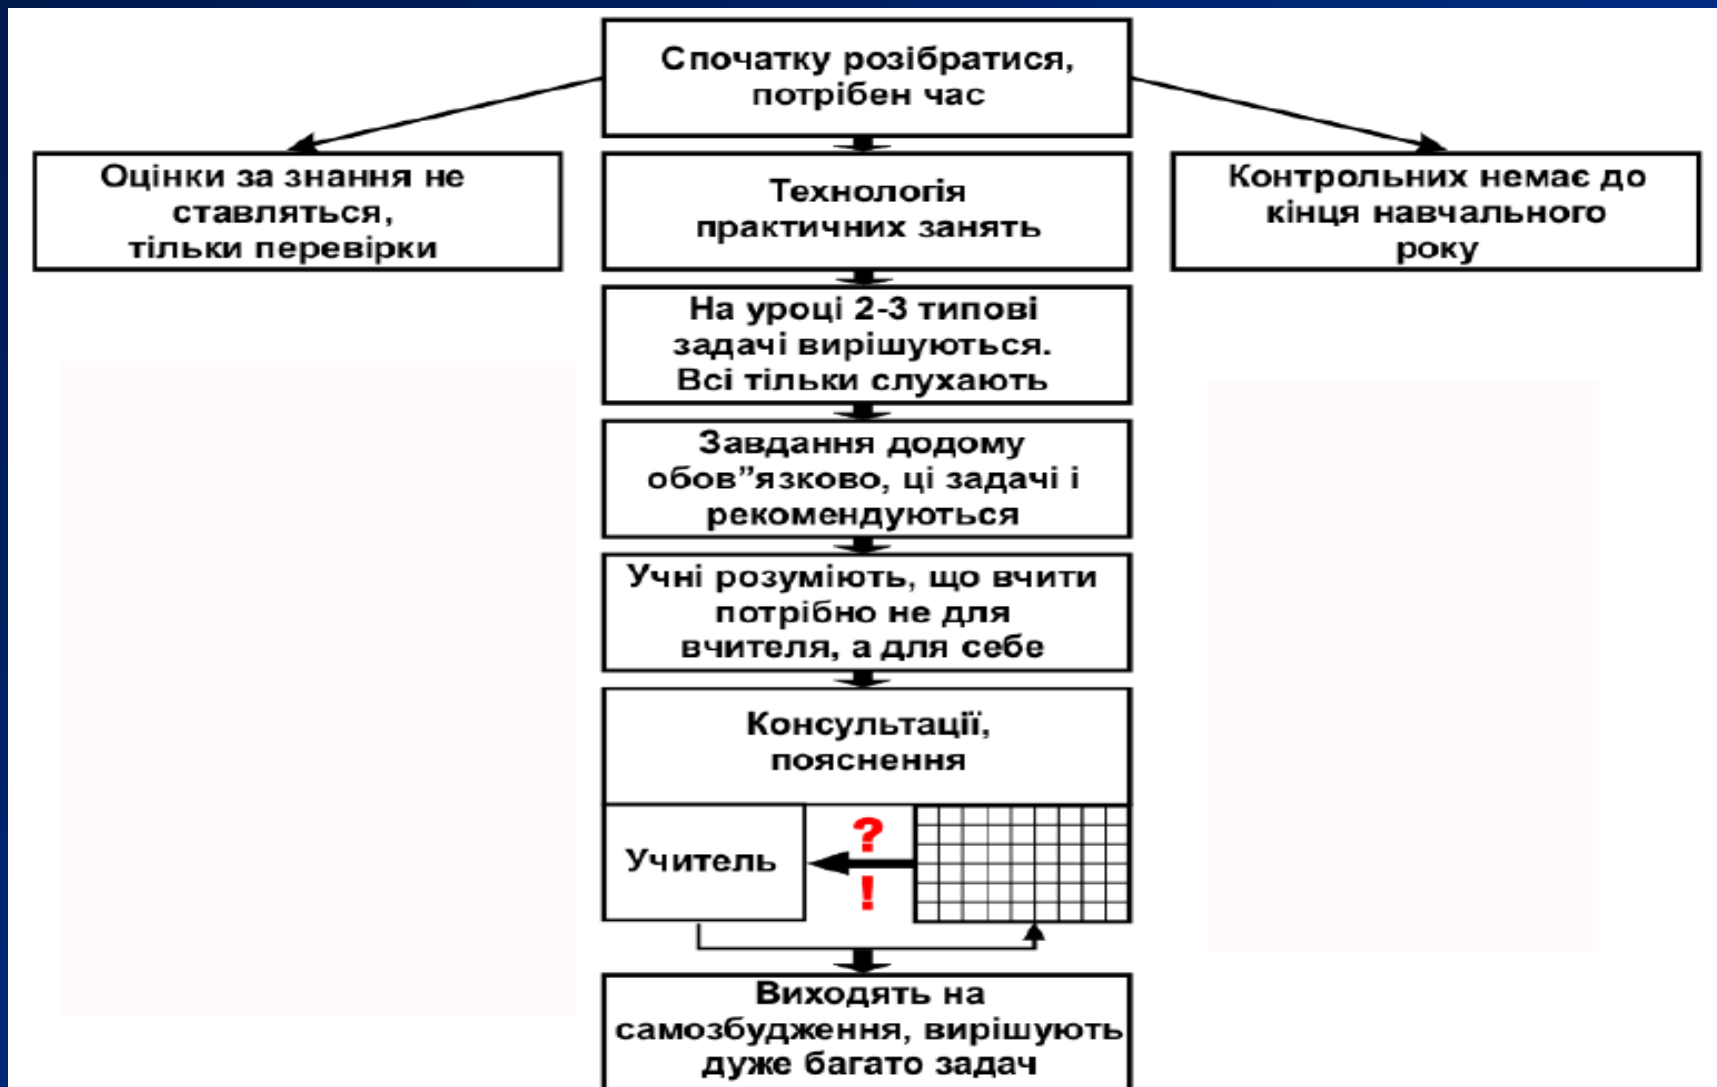 Спочатку розібратися,
потрібен час
Оцінки за знання не
ставляться,
тільки перевірки
Технологія
практичних занять
Контрольних немає до
кінця навчального
року
На уроці 2-3 типові
задачі вирішуються.
Всі тільки слухають
Завдання додому
обов”язково, ці задачі і
рекомендуються
Учні розуміють, що вчити
потрібно не для
вчителя, а для себе
Консультації,
пояснення
Учитель
?
!
Виходять на
самозбудження, вирішують
дуже багато задач